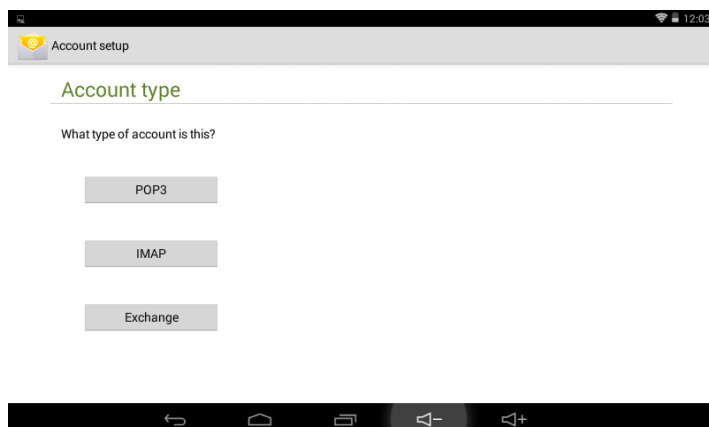 12:03
Account setup
Account type
What type of account is this?
POP3
IMAP
Exchange